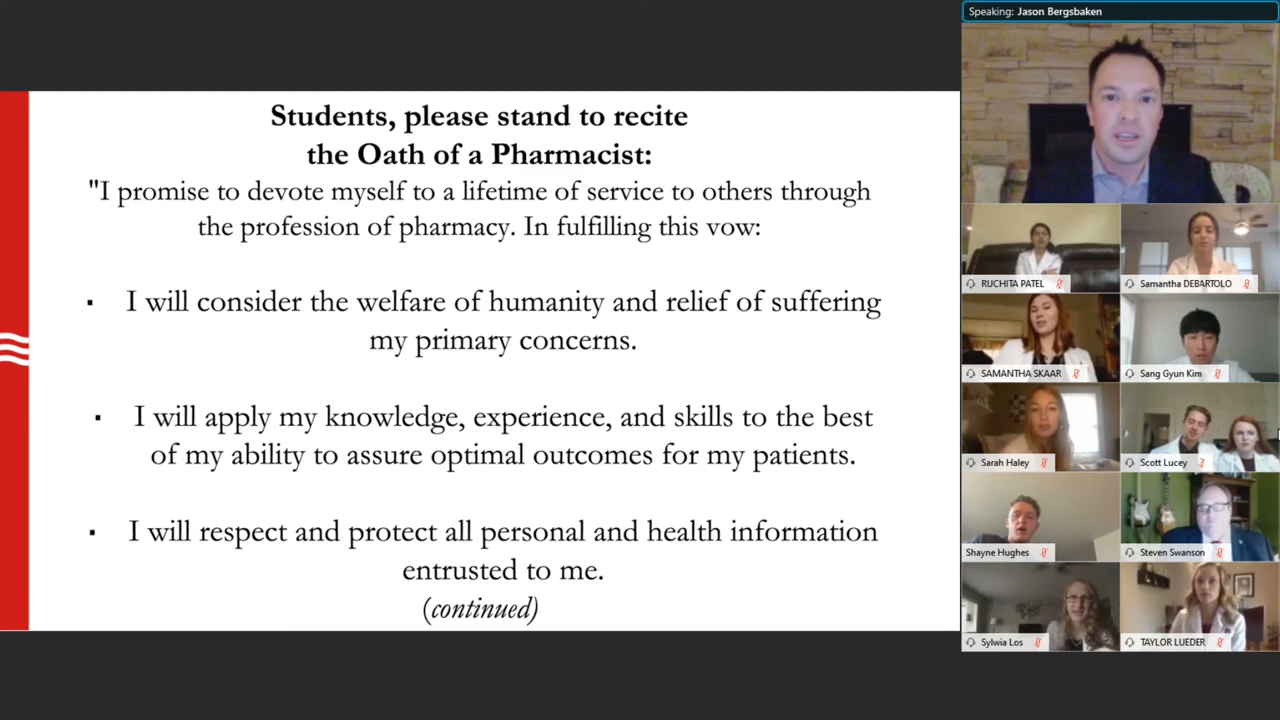 Students, please stand to recite
the Oath of a Pharmacist:
"I promise to devote myself to a lifetime of service to others through
the profession of pharmacy. In fulfilling this vow:
▪ I will consider the welfare of humanity and relief of suffering
my primary concerns.
▪ I will apply my knowledge, experience, and skills to the best
of my ability to assure optimal outcomes for my patients.
▪ I will respect and protect all personal and health information
entrusted to me.
(continued)
Speaking: Jason Bergsbaken
RUCHITA PATEL
Samantha DEBARTOLO
SAMANTHA SKAAR
Sang Gyun Kim
Sarah Haley
Scott Lucey
Shayne Hughes
Steven Swanson
Sylwia Los
TAYLOR LUEDER